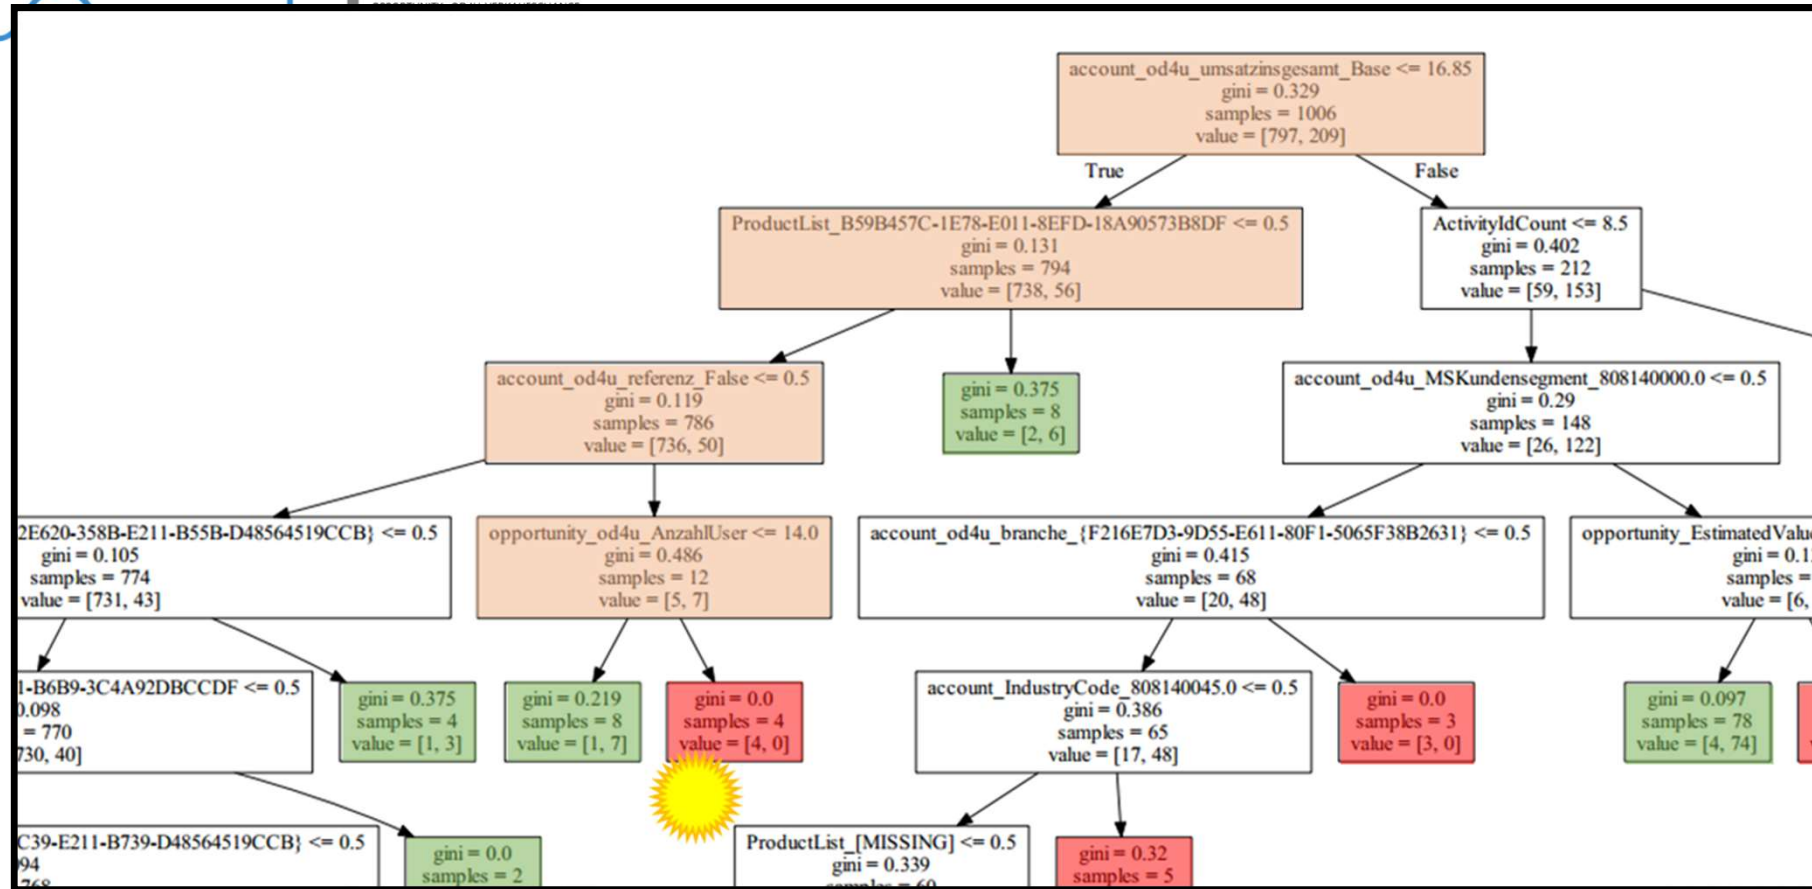 account_od4u_umsatzinsgesamt_Base <= 16.85
gini = 0.329
samples = 1006
value = [797, 209]
True
False
ProductList_B59B457C-1E78-E011-8EFD-18A90573B8DF <= 0.5
gini = 0.131
samples = 794
value = [738, 56]
ActivityIdCount <= 8.5
gini = 0.402
samples = 212
value = [59, 153]
account_od4u_referenz_False <= 0.5
gini = 0.119
samples = 786
value = [736, 50]
gini = 0.375
samples = 8
value = [2, 6]
account_od4u_MSKundensegment_808140000.0 <= 0.5
gini = 0.29
samples = 148
value = [26, 122]
2E620-358B-E211-B55B-D48564519CCB} <= 0.5
gini = 0.105
samples = 774
value = [731, 43]
opportunity_od4u_AnzahlUser <= 14.0
gini = 0.486
samples = 12
value = [5, 7]
account_od4u_branche_{F216E7D3-9D55-E611-80F1-5065F38B2631} <= 0.5
gini = 0.415
samples = 68
value = [20, 48]
opportunity_EstimatedValue
gini = 0.1
samples =
value = [6,
1-B6B9-3C4A92DBCCDF <= 0.5
0.098
= 770
730, 40]
gini = 0.375
samples = 4
value = [1, 3]
gini = 0.219
samples = 8
value = [1, 7]
gini = 0.0
samples = 4
value = [4, 0]
account_IndustryCode_808140045.0 <= 0.5
gini = 0.386
samples = 65
value = [17, 48]
gini = 0.0
samples = 3
value = [3, 0]
gini = 0.097
samples = 78
value = [4, 74]
C39-E211-B739-D48564519CCB} <= 0.5
94
768
gini = 0.0
samples = 2
ProductList_[MISSING] <= 0.5
gini = 0.339
samples = 60
gini = 0.32
samples = 5